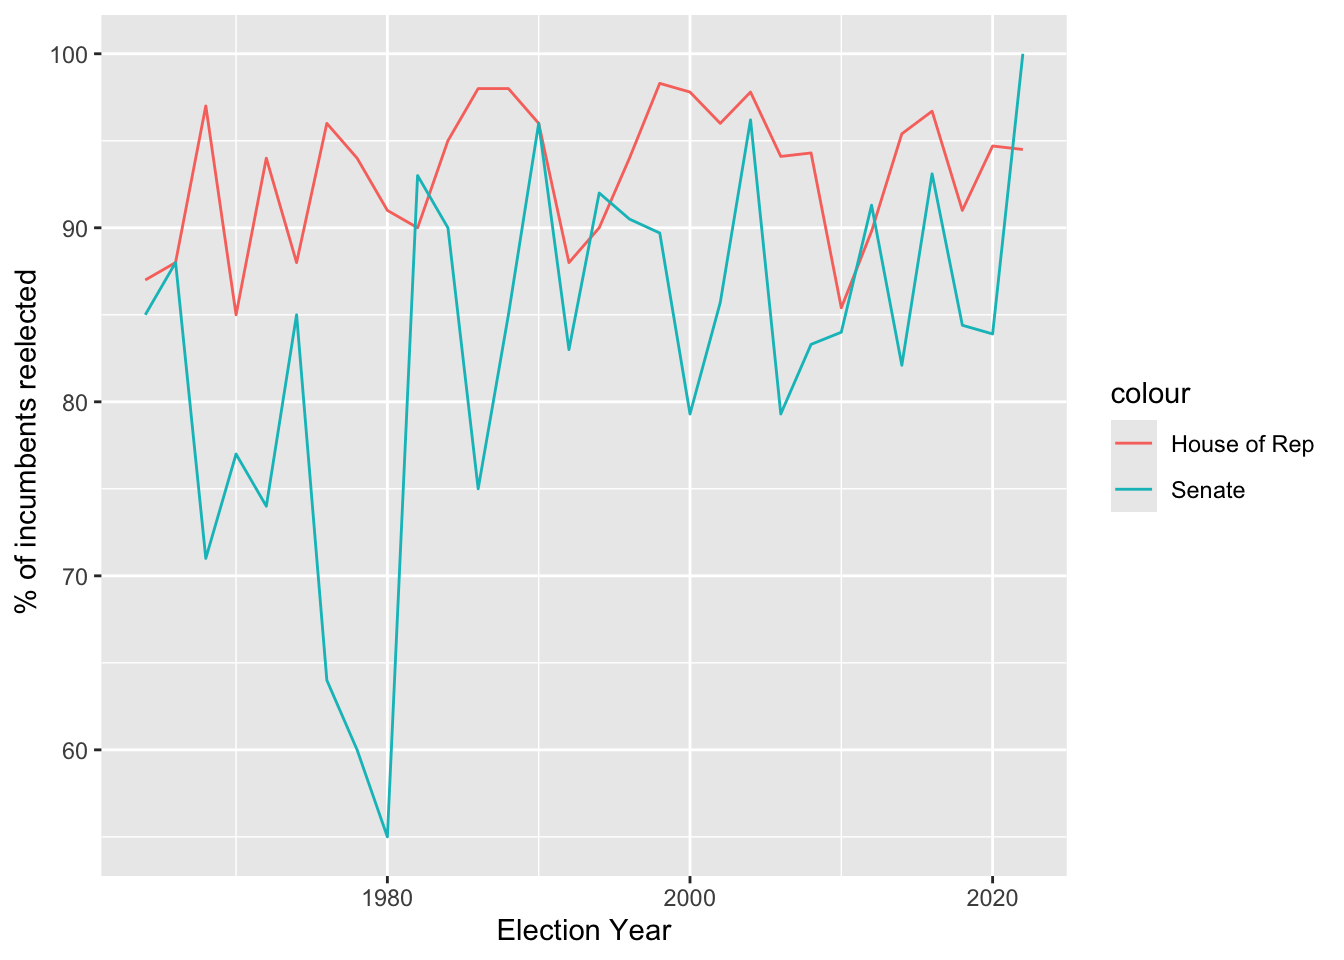 100
90
80
70
60
% of incumbents reelected
1980
2000
2020
Election Year
colour
House of Rep
Senate